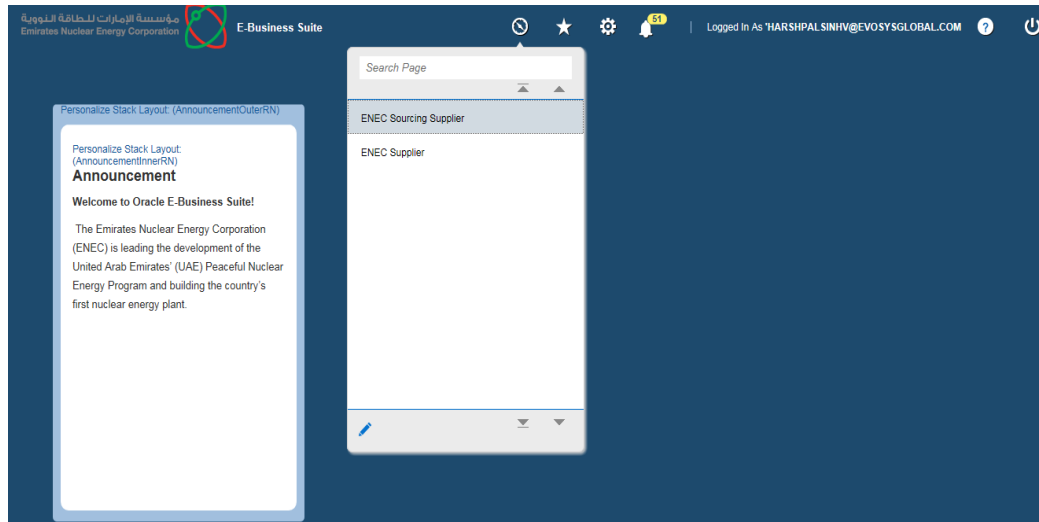 مؤسسة الإمارات للطاقة النووية
Emirates Nuclear Energy Corporation
E-Business Suite
51
Logged In As 'HARSHPALSINHV@EVOSYSGLOBAL.COM
?
Search Page
ENEC Sourcing Supplier
ENEC Supplier
Personalize Stack Layout: (AnnouncementOuterRN)
Personalize Stack Layout:
(AnnouncementInnerRN)
Announcement
Welcome to Oracle E-Business Suite!
The Emirates Nuclear Energy Corporation
(ENEC) is leading the development of the
United Arab Emirates' (UAE) Peaceful Nuclear
Energy Program and building the country's
first nuclear energy plant.